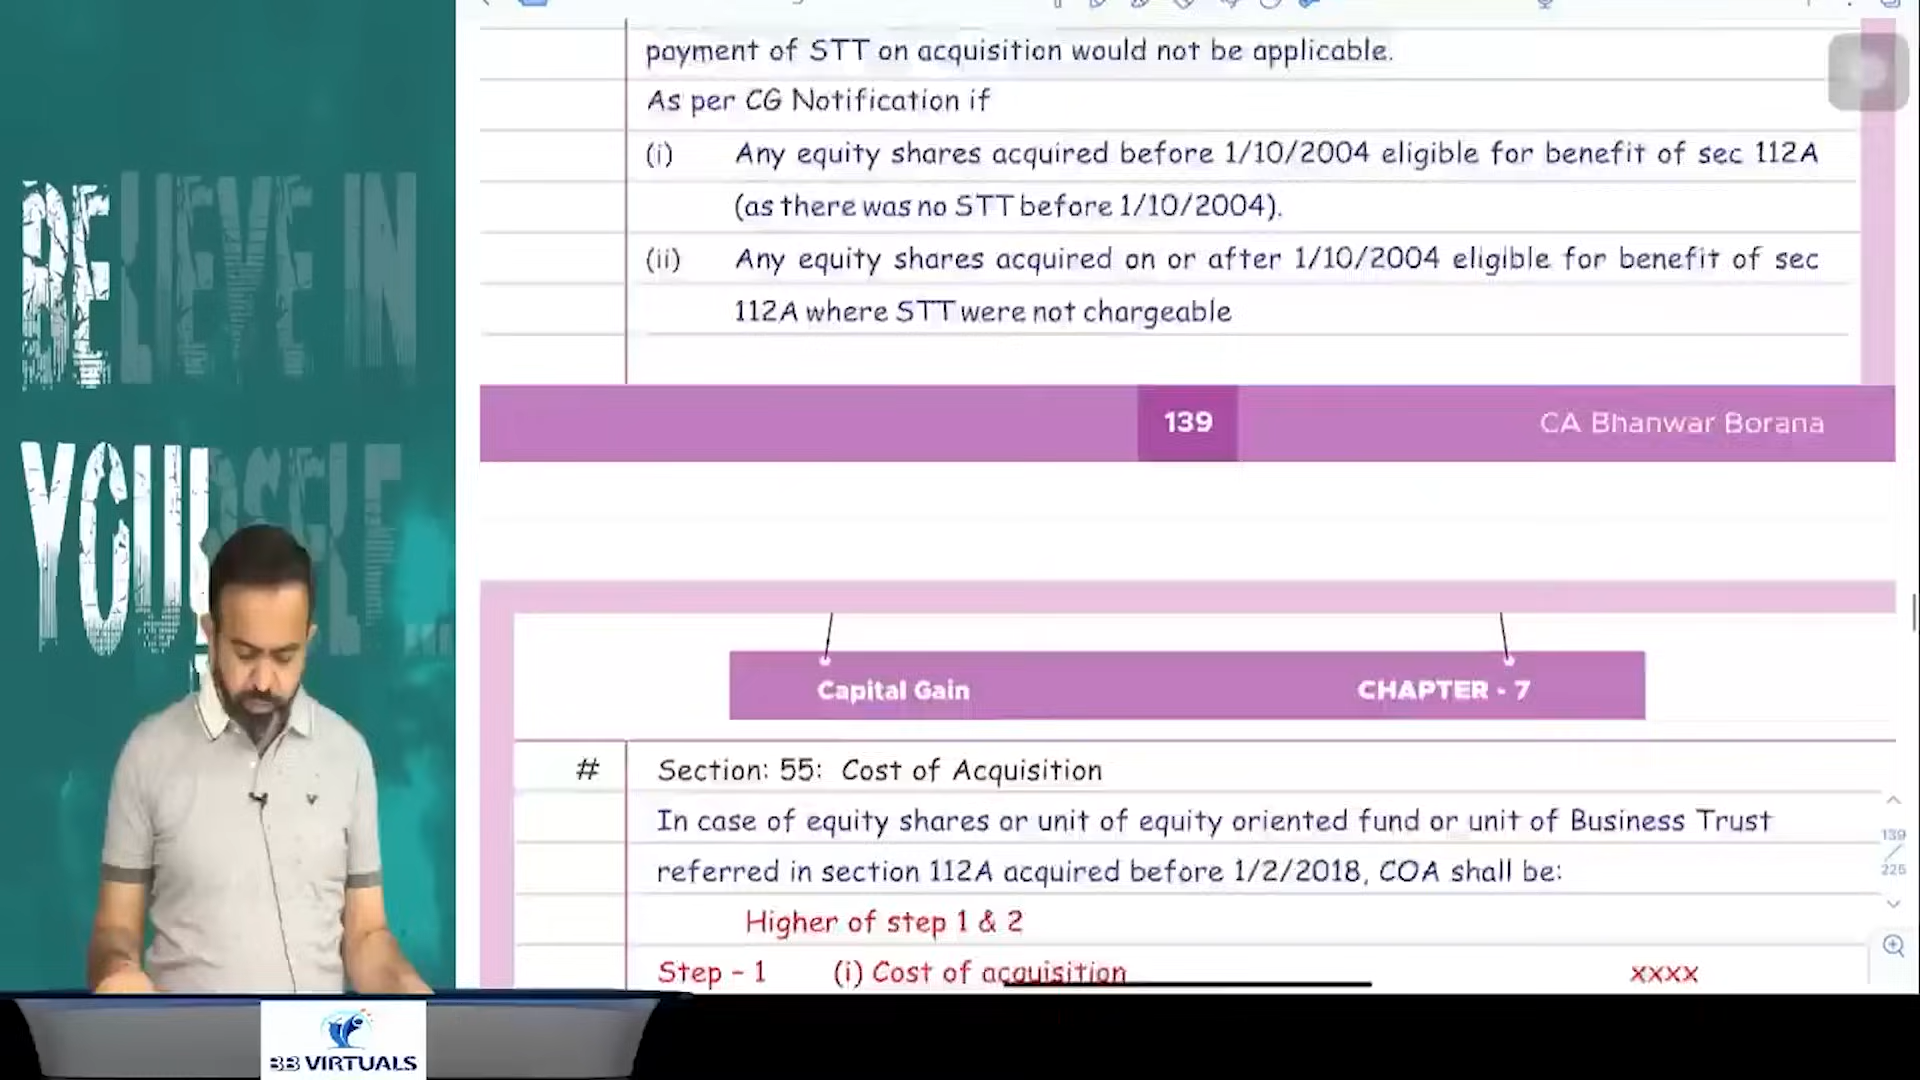 BELIEVE IN
YOURSELF...
payment of STT on acquisition would not be applicable.
As per CG Notification if
(i) Any equity shares acquired before 1/10/2004 eligible for benefit of sec 112A
(as there was no STT before 1/10/2004).
(ii) Any equity shares acquired on or after 1/10/2004 eligible for benefit of sec
112A where STT were not chargeable
139 CA Bhanwar Borana
Capital Gain CHAPTER - 7
# Section: 55: Cost of Acquisition
In case of equity shares or unit of equity oriented fund or unit of Business Trust
referred in section 112A acquired before 1/2/2018, COA shall be:
Higher of step 1 & 2
Step - 1 (i) Cost of acquisition xxxx
139
225
BB VIRTUALS